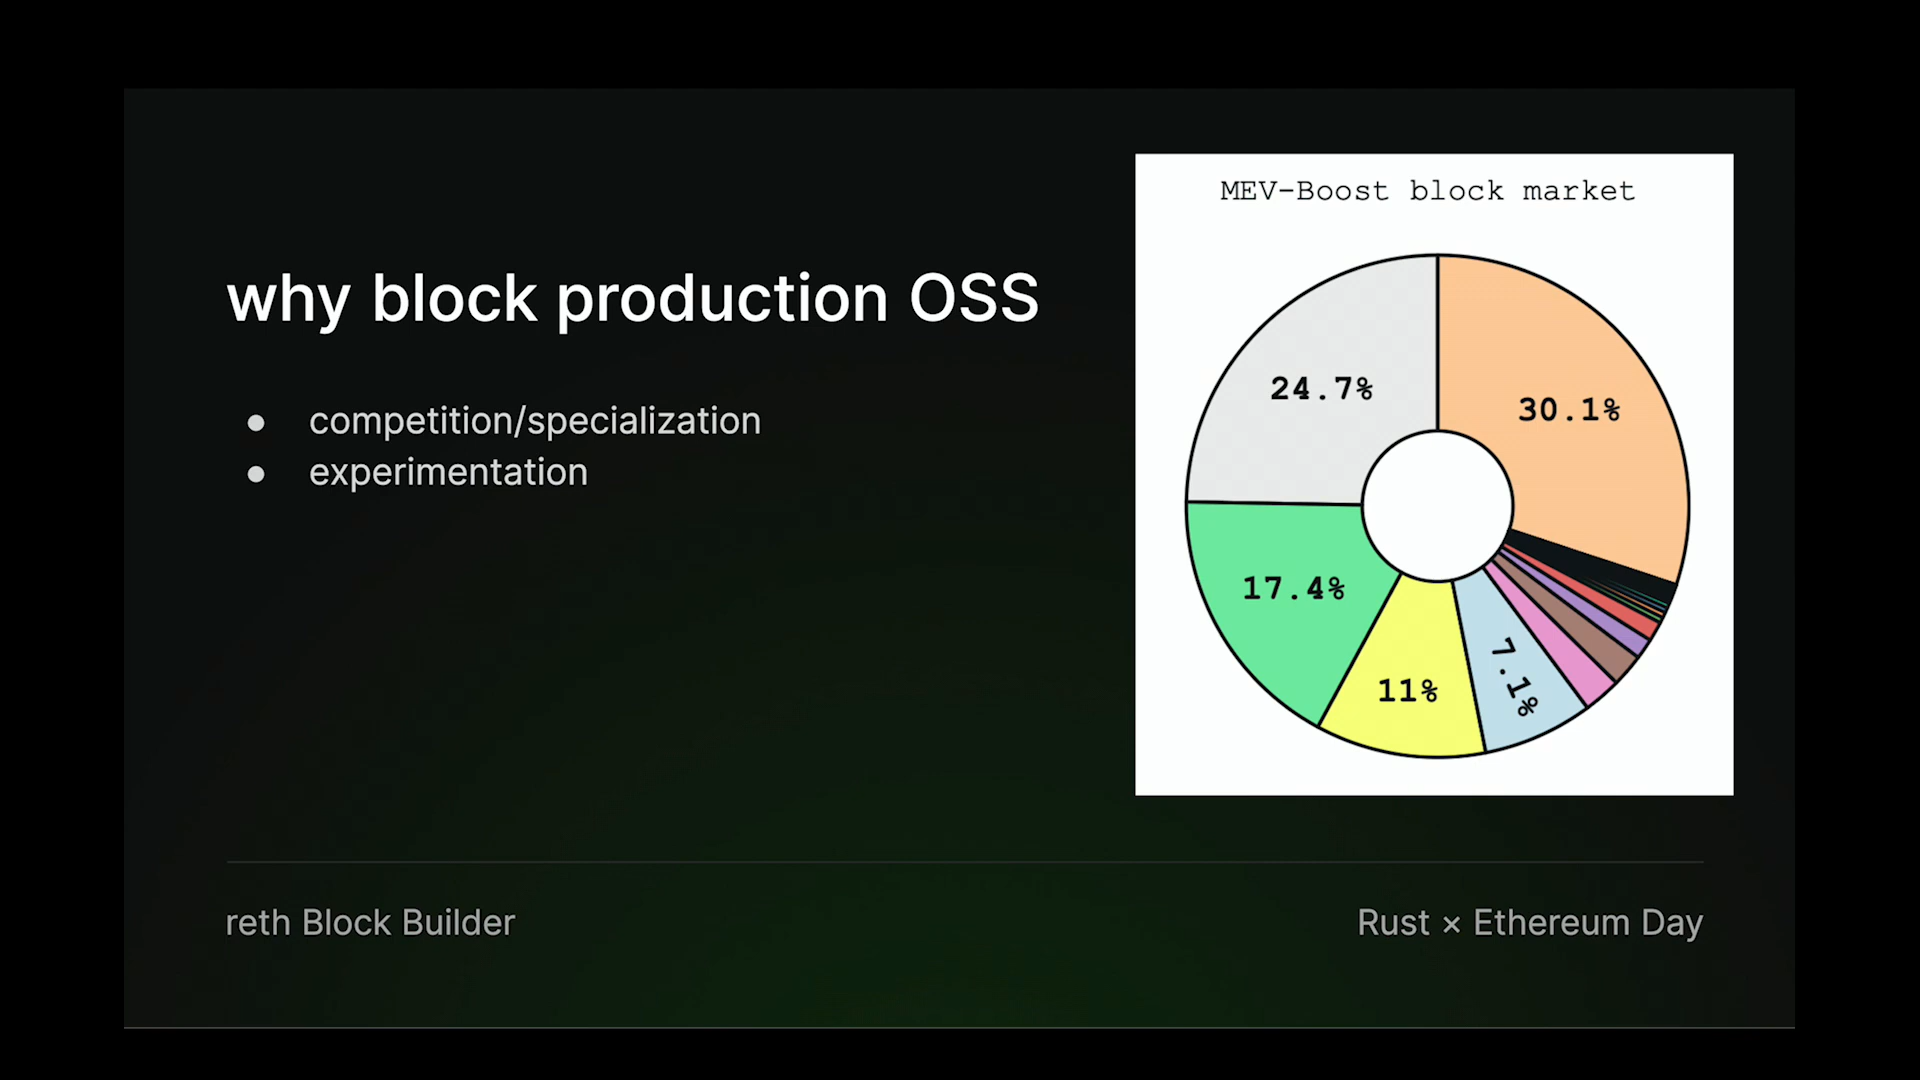 why block production OSS
● competition/specialization
● experimentation
MEV-Boost block market
24.7%
30.1%
17.4%
11%
7.1%
reth Block Builder
Rust × Ethereum Day